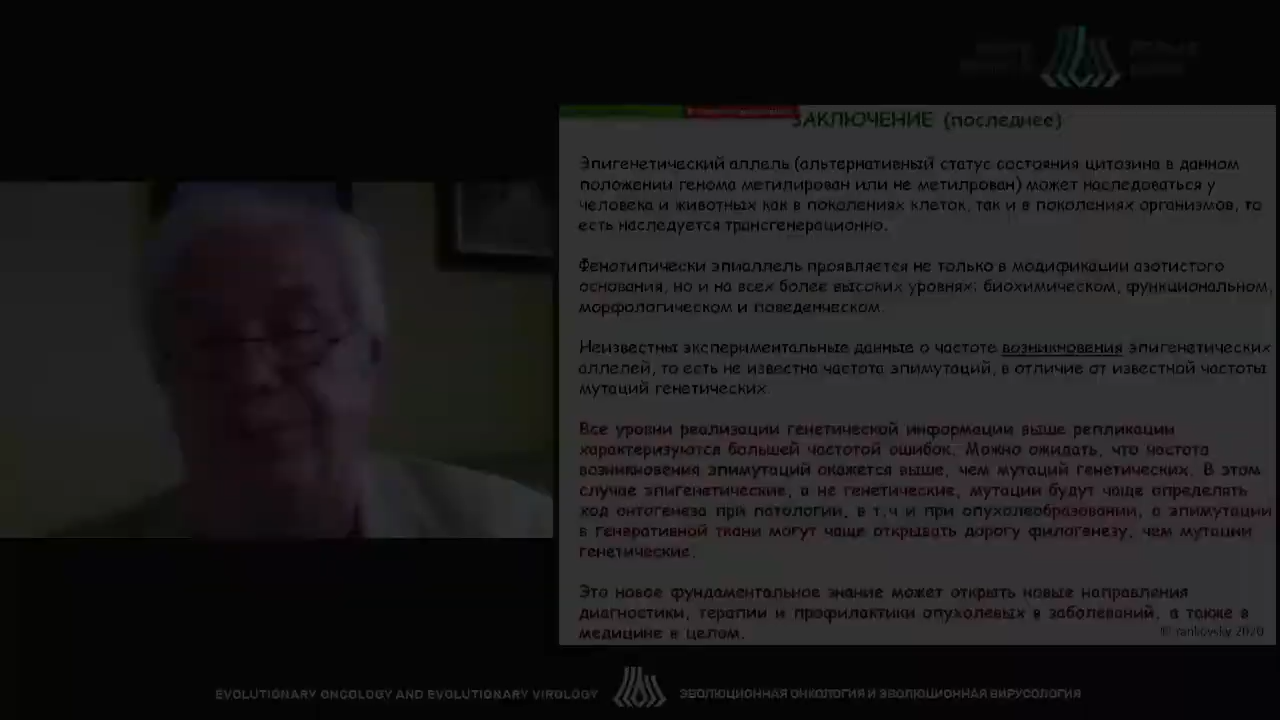 ЗАКЛЮЧЕНИЕ (последнее)
Эпигенетический аллель (альтернативный статус состояния цитозина в данном
положении генома метилирован или не метилрован) может наследоваться у
человека и животных как в поколениях клеток, так и в поколениях организмов, то
есть наследуется трансгенерационно.
Фенотипически эпиаллель проявляется не только в модификации азотистого
основания, но и на всех более высоких уровнях: биохимическом, функциональном,
морфологическом и поведенческом.
Неизвестны экспериментальные данные о частоте возникновения эпигенетических
аллелей, то есть не известна частота эпимутаций, в отличие от известной частоты
мутаций генетических.
Все уровни реализации генетической информации выше репликации
характеризуются большей частотой ошибок. Можно ожидать, что частота
возникновения эпимутаций окажется выше, чем мутаций генетических. В этом
случае эпигенетические, а не генетические, мутации будут чаще определять
ход онтогенеза при патологии, в т.ч и при опухолеобразовании, а эпимутации
в генеративной ткани могут чаще открывать дорогу филогенезу, чем мутации
генетические.
Это новое фундаментальное знание может открыть новые направления
диагностики, терапии и профилактики опухолевых в заболеваний, а также в
медицине в целом.
© yankovsky 2020
EVOLUTIONARY ONCOLOGY AND EVOLUTIONARY VIROLOGY
ЭВОЛЮЦИОННАЯ ОНКОЛОГИЯ И ЭВОЛЮЦИОННАЯ ВИРУСОЛОГИЯ